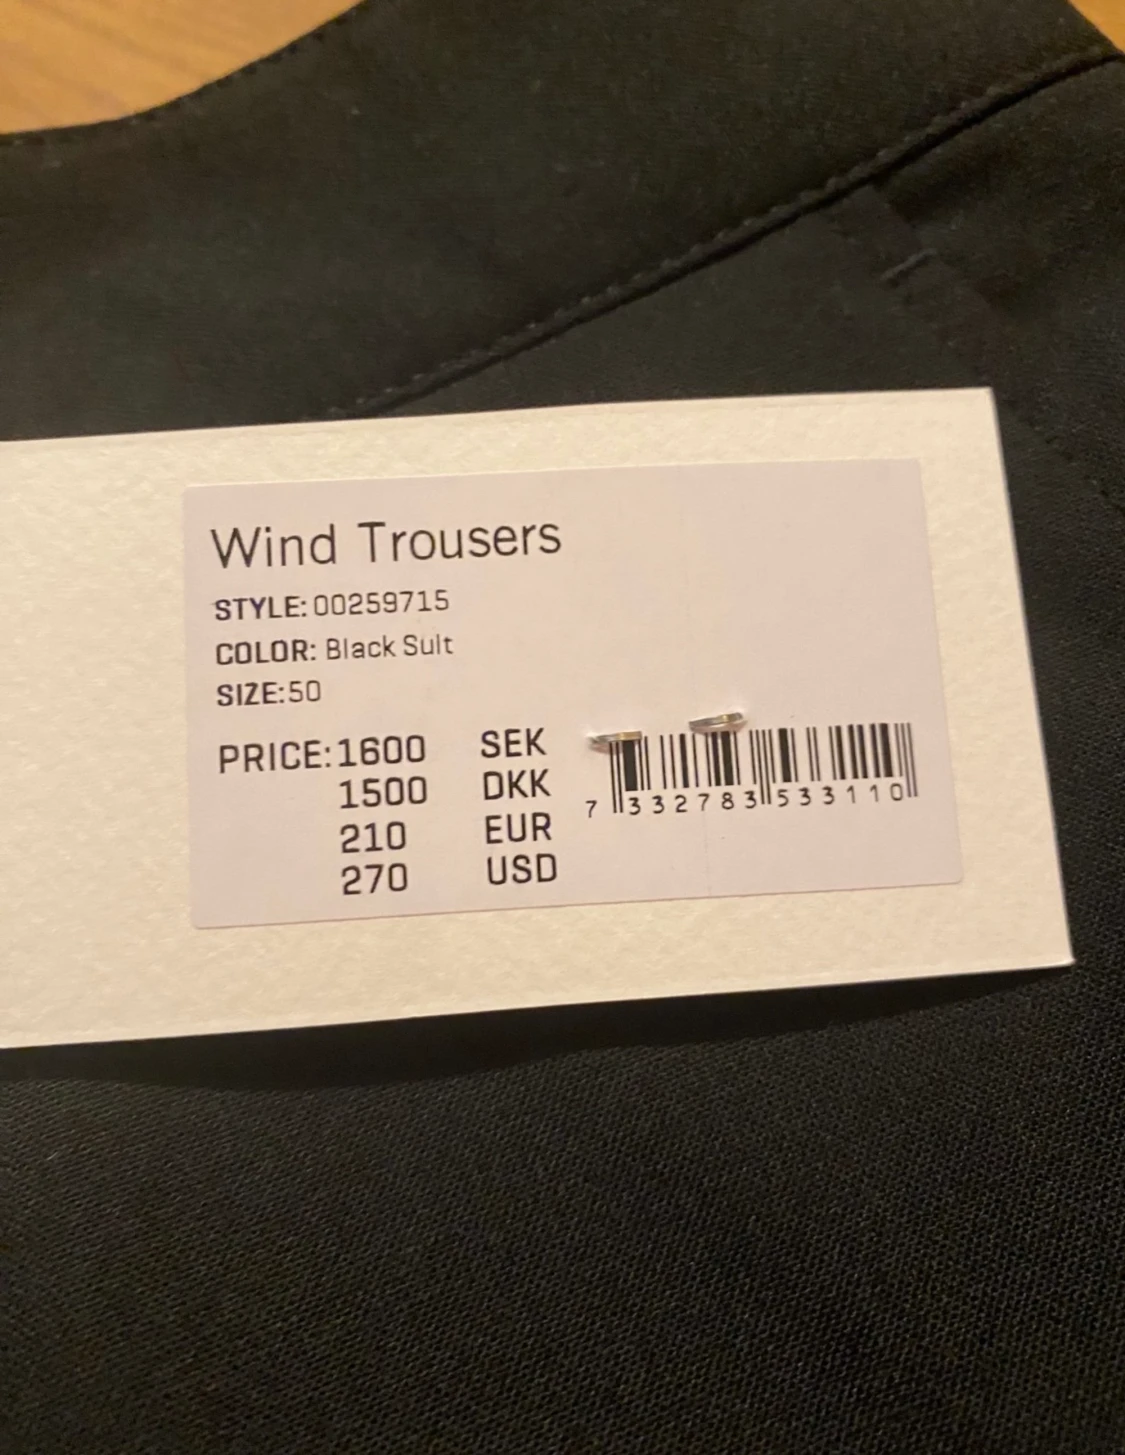 Wind Trousers
STYLE: 00259715
COLOR: Black Suit
SIZE: 50
PRICE: 1600 SEK
1500 DKK
210 EUR
270 USD
7 332783 533110